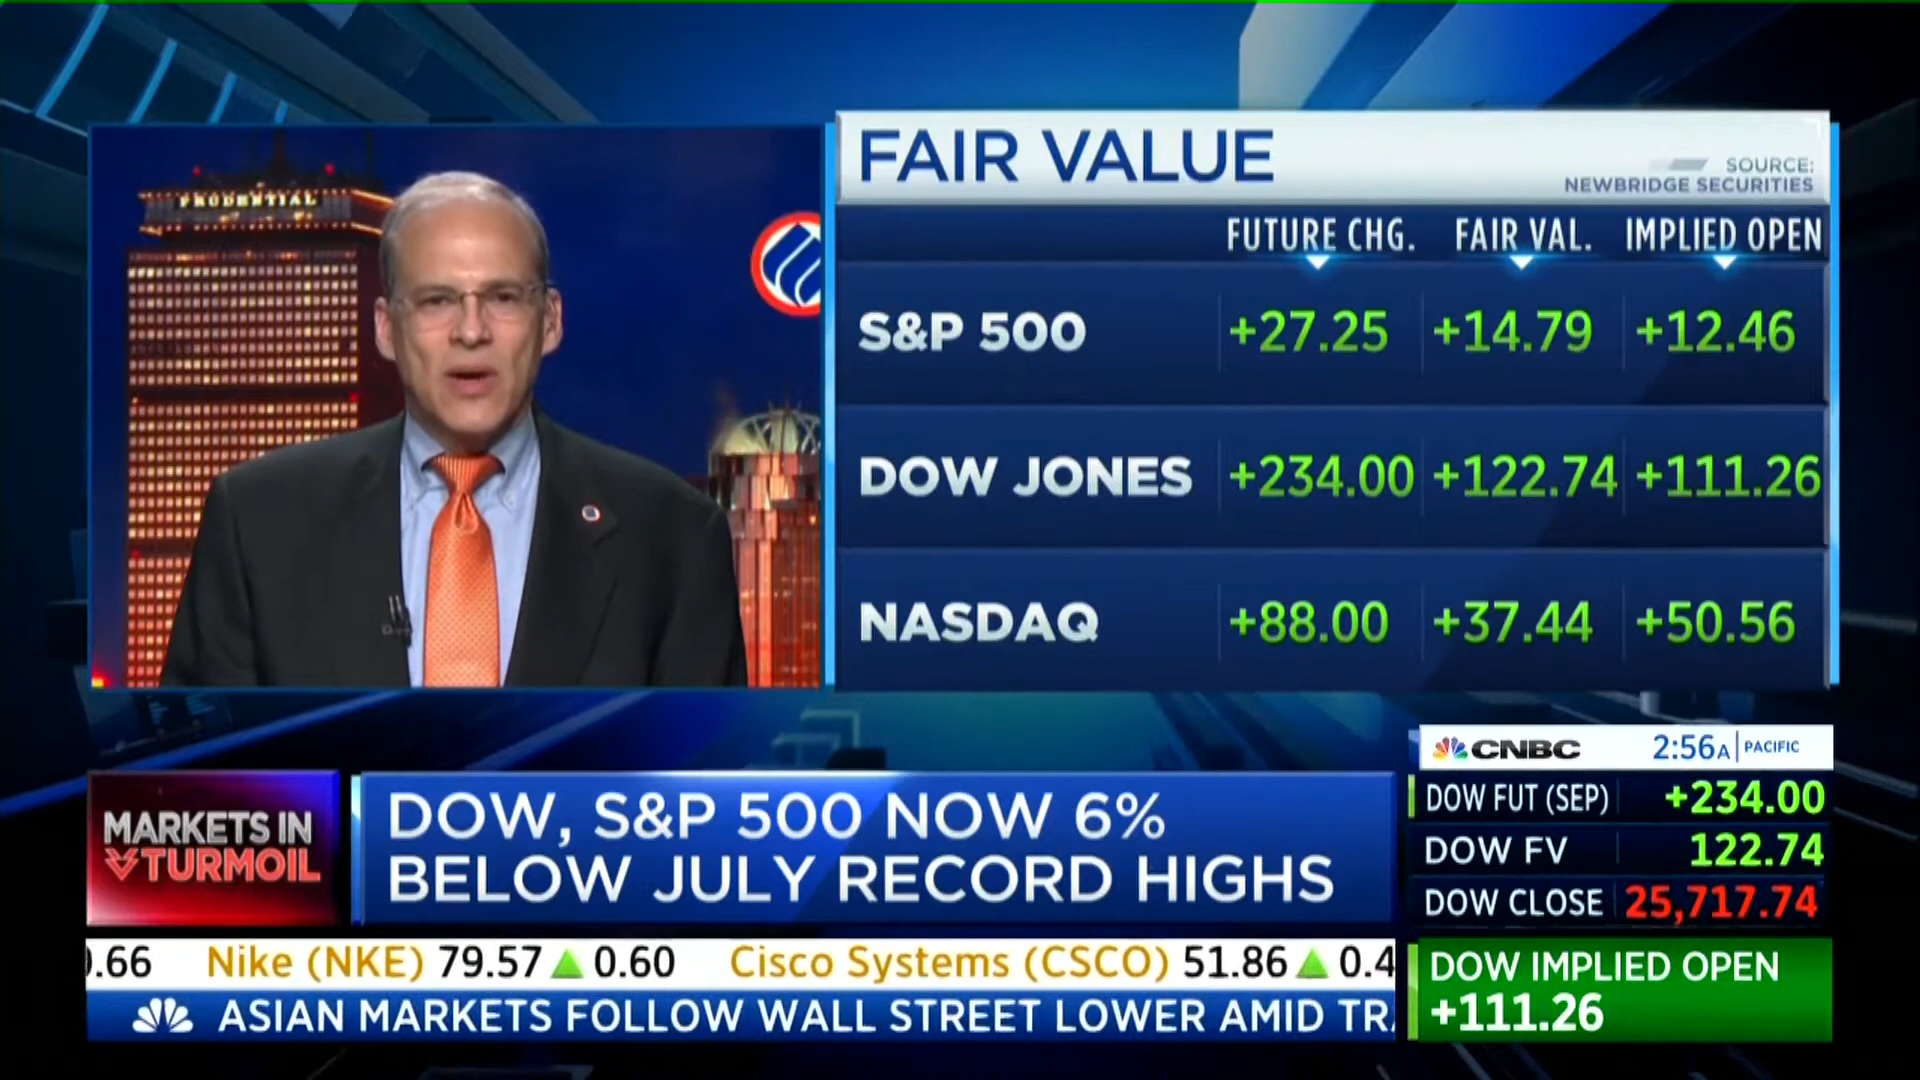 PRUDENTIAL
FAIR VALUE
SOURCE:
NEWBRIDGE SECURITIES
FUTURE CHG. FAIR VAL. IMPLIED OPEN
S&P 500 +27.25 +14.79 +12.46
DOW JONES +234.00 +122.74 +111.26
NASDAQ +88.00 +37.44 +50.56
CNBC 2:56A PACIFIC
DOW FUT (SEP) +234.00
DOW FV 122.74
DOW CLOSE 25,717.74
DOW IMPLIED OPEN
+111.26
MARKETS IN
TURMOIL
DOW, S&P 500 NOW 6%
BELOW JULY RECORD HIGHS
.66 Nike (NKE) 79.57 ▲ 0.60 Cisco Systems (CSCO) 51.86 ▲ 0.4
ASIAN MARKETS FOLLOW WALL STREET LOWER AMID TR